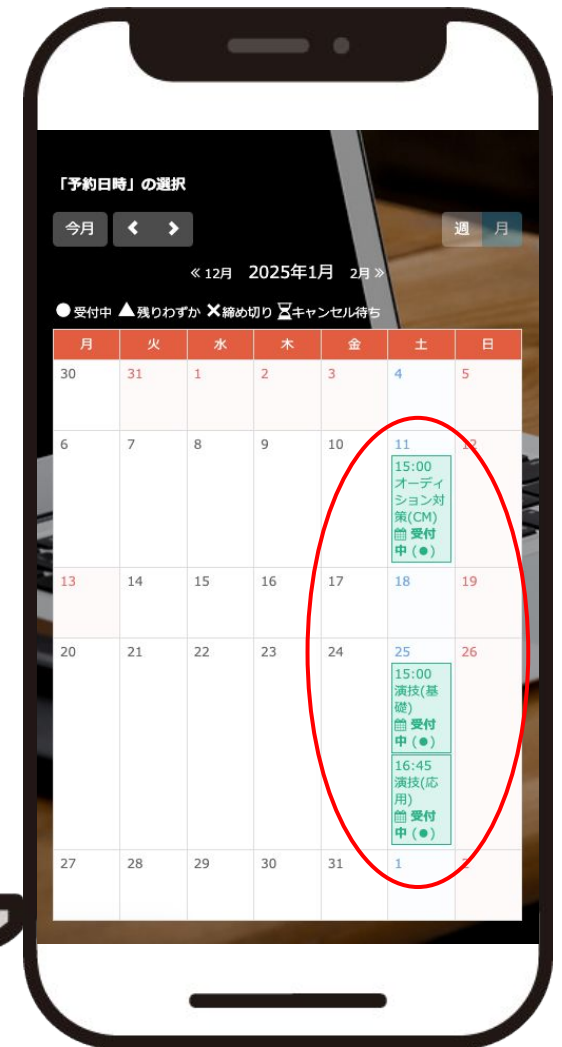 「予約日時」の選択
今月 週 月
« 12月 2025年1月 2月 »
●受付中 ▲残りわずか ✕締め切り キャンセル待ち
月 火 水 木 金 土 日
30 31 1 2 3 4 5
6 7 8 9 10 11 12
15:00
オーディ
ション対
策(CM)
受付
中(●)
13 14 15 16 17 18 19
20 21 22 23 24 25 26
15:00
演技(基
礎)
受付
中(●)
16:45
演技(応
用)
受付
中(●)
27 28 29 30 31 1 2